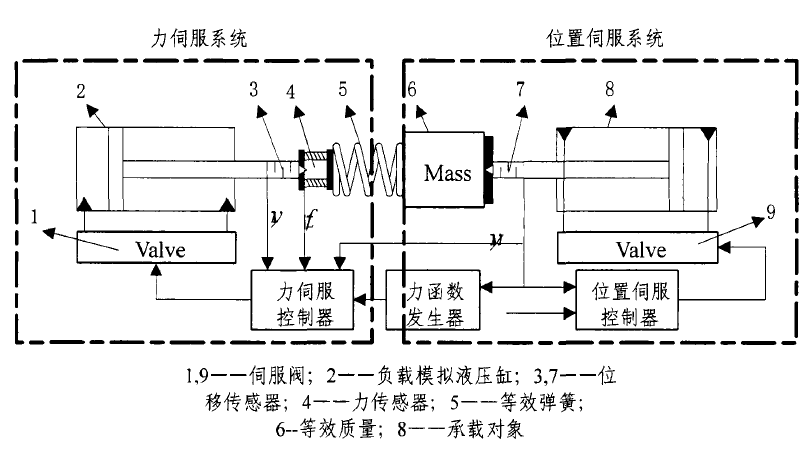 力伺服系统
位置伺服系统
2
3
4
5
6
7
8
Mass
1
Valve
y
f
y
Valve
9
力伺服
控制器
力函数
发生器
位置伺服
控制器
1,9——伺服阀；2——负载模拟液压缸；3,7——位
移传感器；4——力传感器；5——等效弹簧；
6--等效质量；8——承载对象